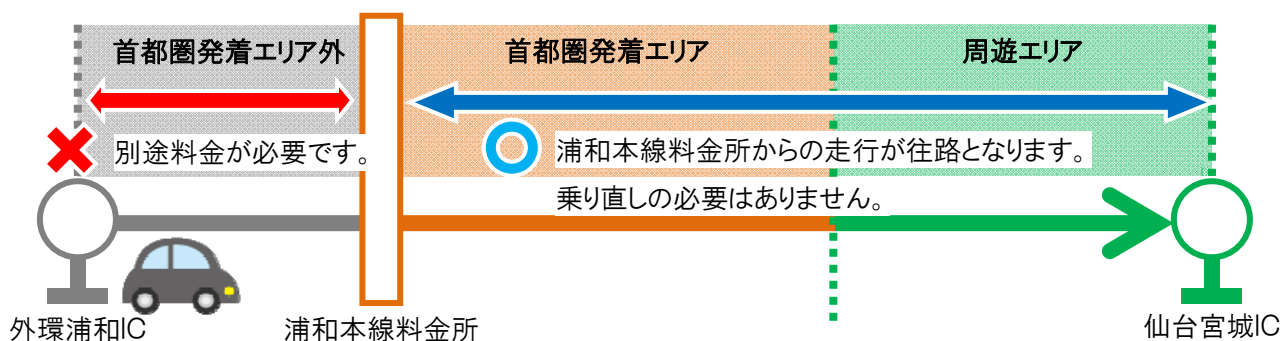 首都圏発着エリア外
首都圏発着エリア
周遊エリア
別途料金が必要です。
浦和本線料金所からの走行が往路となります。
乗り直しの必要はありません。
外環浦和IC
浦和本線料金所
仙台宮城IC